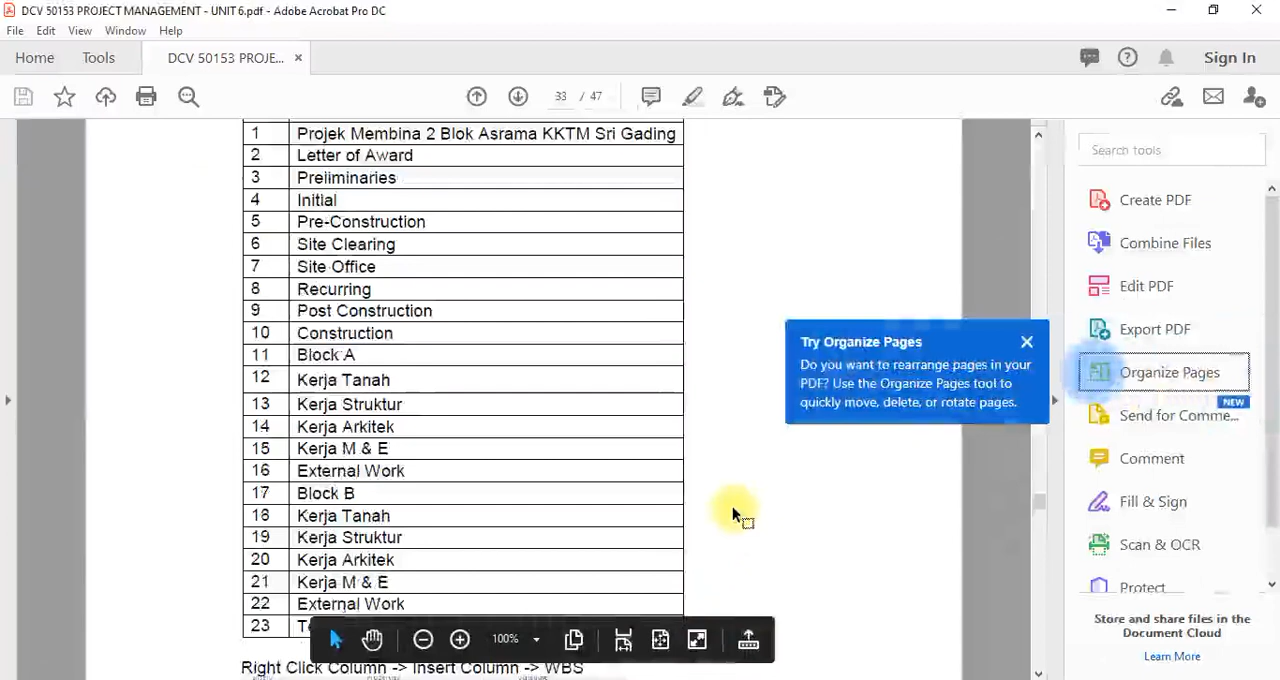 DCV 50153 PROJECT MANAGEMENT - UNIT 6.pdf - Adobe Acrobat Pro DC
File Edit View Window Help
Home Tools DCV 50153 PROJE... × Sign In
33 / 47
1 Projek Membina 2 Blok Asrama KKTM Sri Gading
2 Letter of Award
3 Preliminaries
4 Initial
5 Pre-Construction
6 Site Clearing
7 Site Office
8 Recurring
9 Post Construction
10 Construction
11 Block A
12 Kerja Tanah
13 Kerja Struktur
14 Kerja Arkitek
15 Kerja M & E
16 External Work
17 Block B
18 Kerja Tanah
19 Kerja Struktur
20 Kerja Arkitek
21 Kerja M & E
22 External Work
23
100%
Right Click Column -> Insert Column -> WBS
Try Organize Pages
Do you want to rearrange pages in your
PDF? Use the Organize Pages tool to
quickly move, delete, or rotate pages.
Search tools
Create PDF
Combine Files
Edit PDF
Export PDF
Organize Pages
NEW
Send for Comme...
Comment
Fill & Sign
Scan & OCR
Protect
Store and share files in the
Document Cloud
Learn More